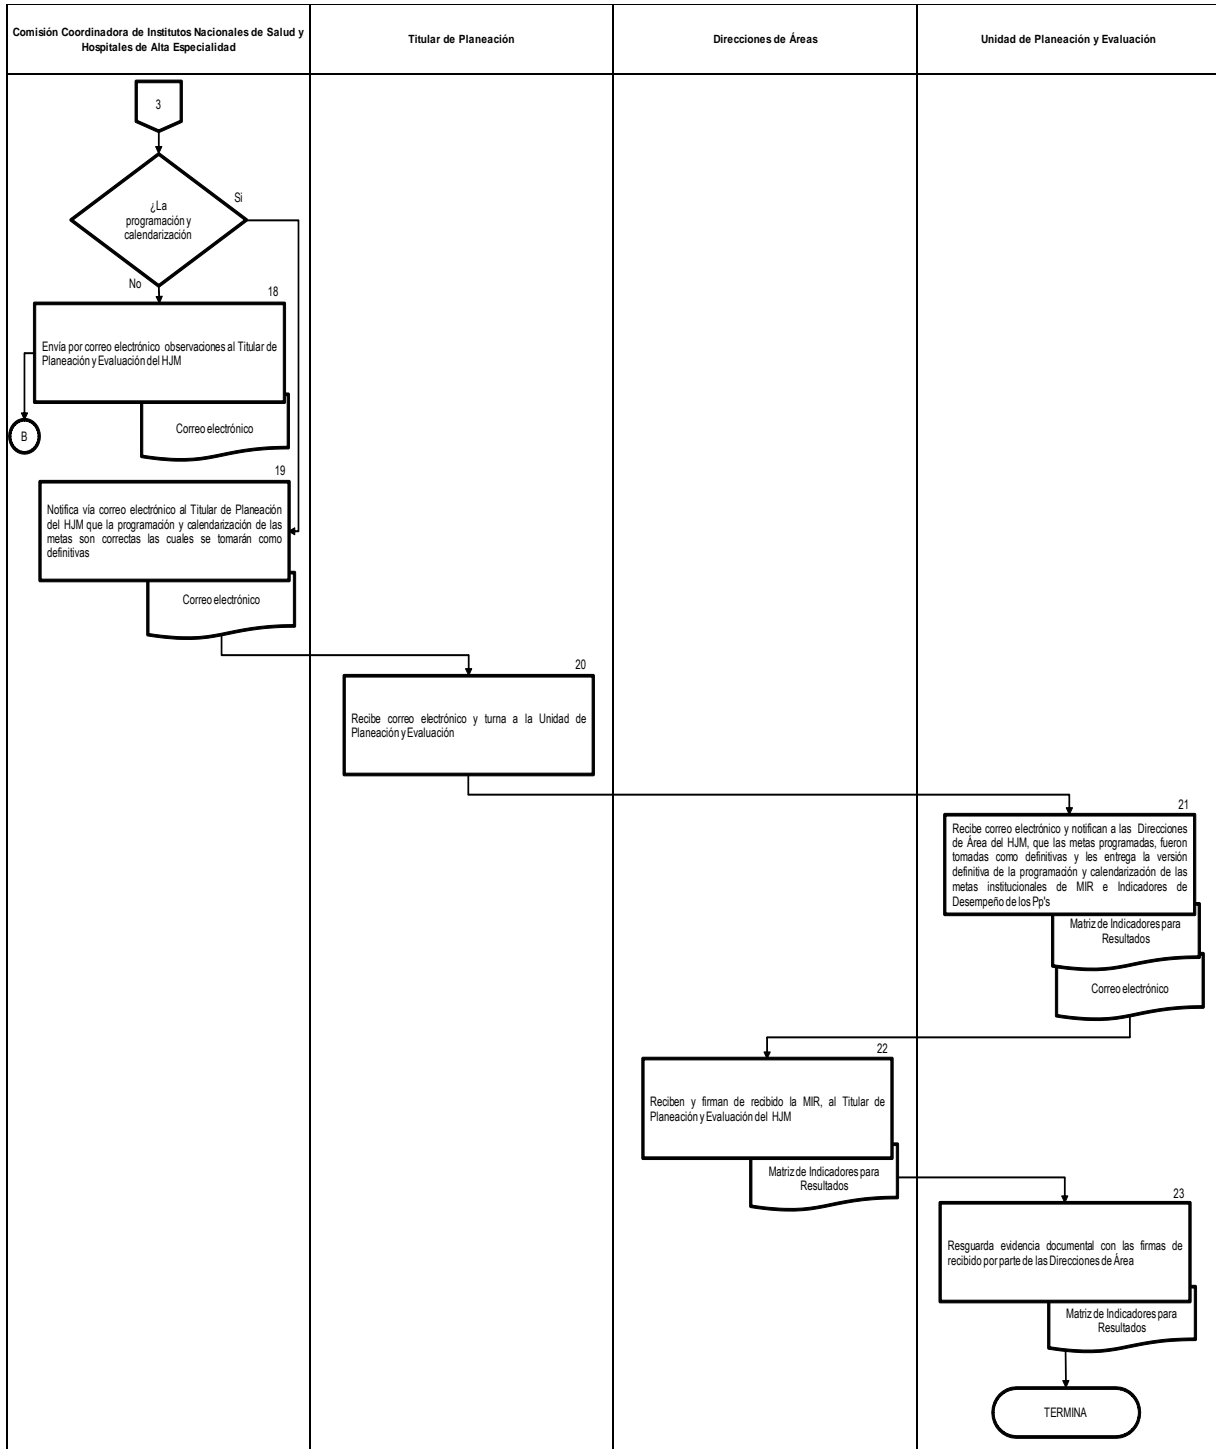 Comisión Coordinadora de Institutos Nacionales de Salud y
Hospitales de Alta Especialidad
Titular de Planeación
Direcciones de Áreas
Unidad de Planeación y Evaluación
3
¿La
programación y
calendarización
Si
No
18
Envía por correo electrónico observaciones al Titular de
Planeación y Evaluación del HJM
Correo electrónico
B
19
Notifica vía correo electrónico al Titular de Planeación
del HJM que la programación y calendarización de las
metas son correctas las cuales se tomarán como
definitivas
Correo electrónico
20
Recibe correo electrónico y turna a la Unidad de
Planeación y Evaluación
21
Recibe correo electrónico y notifican a las Direcciones
de Área del HJM, que las metas programadas, fueron
tomadas como definitivas y les entrega la versión
definitiva de la programación y calendarización de las
metas institucionales de MIR e Indicadores de
Desempeño de los Pp's
Matriz de Indicadores para
Resultados
Correo electrónico
22
Reciben y firman de recibido la MIR, al Titular de
Planeación y Evaluación del HJM
Matriz de Indicadores para
Resultados
23
Resguarda evidencia documental con las firmas de
recibido por parte de las Direcciones de Área
Matriz de Indicadores para
Resultados
TERMINA